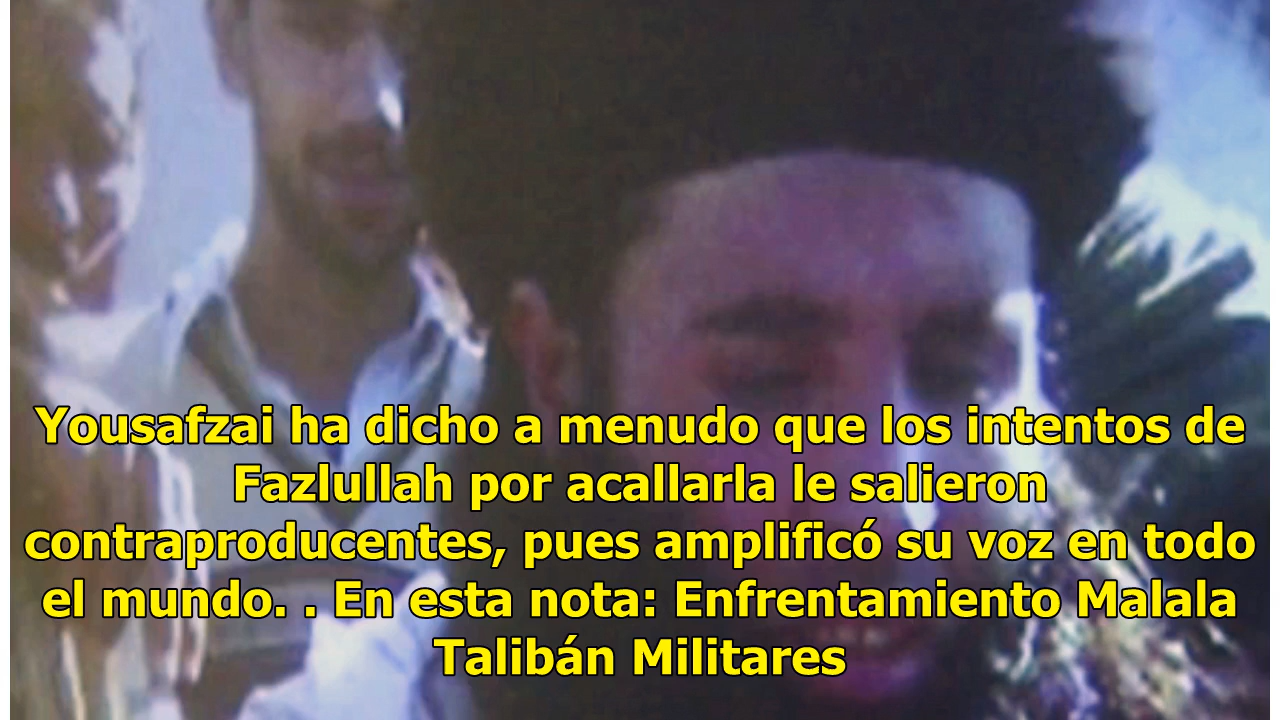 Yousafzai ha dicho a menudo que los intentos de
Fazlullah por acallarla le salieron
contraproducentes, pues amplificó su voz en todo
el mundo. . En esta nota: Enfrentamiento Malala
Talibán Militares